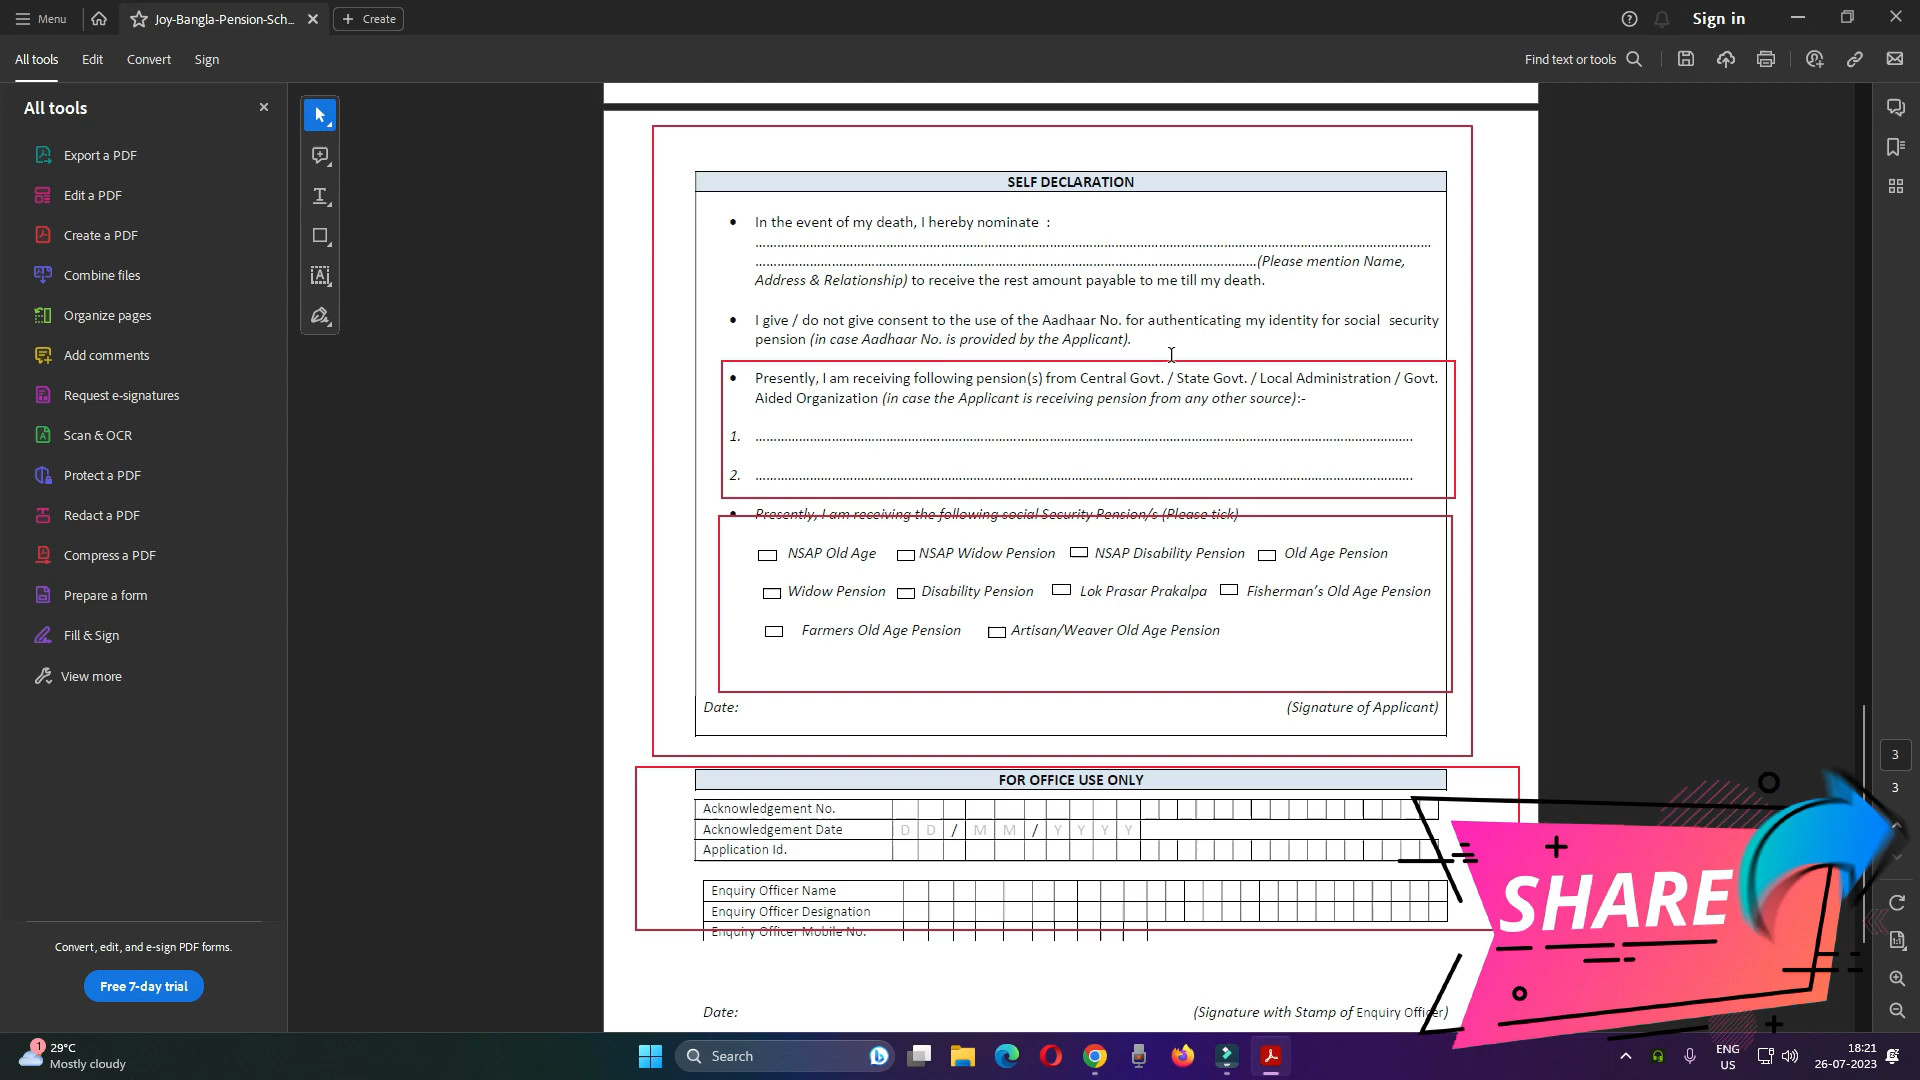 Menu
Joy-Bangla-Pension-Sch...
Create
Sign in
All tools
Edit
Convert
Sign
Find text or tools
All tools
Export a PDF
Edit a PDF
Create a PDF
Combine files
Organize pages
Add comments
Request e-signatures
Scan & OCR
Protect a PDF
Redact a PDF
Compress a PDF
Prepare a form
Fill & Sign
View more
Convert, edit, and e-sign PDF forms.
Free 7-day trial
SELF DECLARATION
• In the event of my death, I hereby nominate :
(Please mention Name,
Address & Relationship) to receive the rest amount payable to me till my death.
• I give / do not give consent to the use of the Aadhaar No. for authenticating my identity for social security
pension (in case Aadhaar No. is provided by the Applicant).
• Presently, I am receiving following pension(s) from Central Govt. / State Govt. / Local Administration / Govt.
Aided Organization (in case the Applicant is receiving pension from any other source):-
1. ........................................................................
2. ........................................................................
• Presently, I am receiving the following social Security Pension/s (Please tick)
NSAP Old Age NSAP Widow Pension NSAP Disability Pension Old Age Pension
Widow Pension Disability Pension Lok Prasar Prakalpa Fisherman's Old Age Pension
Farmers Old Age Pension Artisan/Weaver Old Age Pension
Date: (Signature of Applicant)
FOR OFFICE USE ONLY
Acknowledgement No.
Acknowledgement Date D D / M M / Y Y Y Y
Application Id.
Enquiry Officer Name
Enquiry Officer Designation
Enquiry Officer Mobile No.
Date: (Signature with Stamp of Enquiry Officer)
3
3
SHARE
1
29°C
Mostly cloudy
Search
ENG
US
18:21
26-07-2023